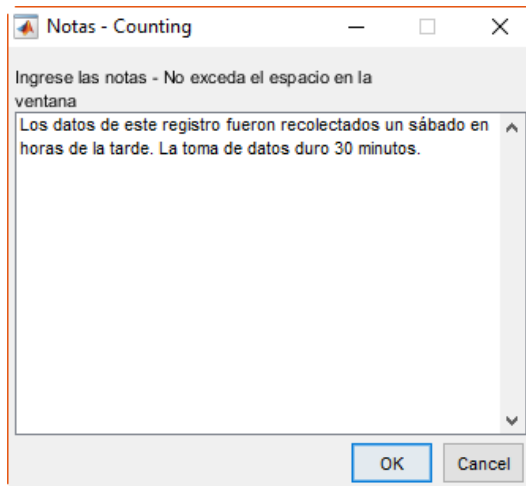 Notas - Counting
Ingrese las notas - No exceda el espacio en la
ventana
Los datos de este registro fueron recolectados un sábado en
horas de la tarde. La toma de datos duro 30 minutos.
OK
Cancel